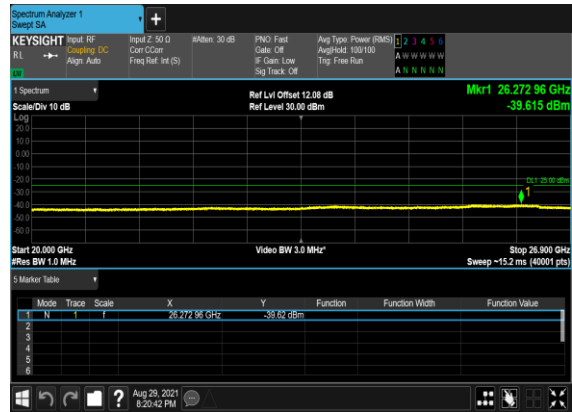 Spectrum Analyzer 1
Swept SA
+
KEYSIGHT Input: RF Input Z: 50 Ω #Atten: 30 dB PNO: Fast Avg Type: Power (RMS) 1 2 3 4 5 6
RL Coupling: DC Corr CCorr Gate: Off Avg|Hold: 100/100 A W W W W W
Align: Auto Freq Ref: Int (S) IF Gain: Low Trig: Free Run
Sig Track: Off A N N N N N
1 Spectrum Ref Lvl Offset 12.08 dB Mkr1 26.272 96 GHz
Scale/Div 10 dB Ref Level 30.00 dBm -39.615 dBm
Log
20.0
10.0
0.00
-10.0
-20.0
DL1 -25.00 dBm
-30.0
1
-40.0
-50.0
-60.0
Start 20.000 GHz Video BW 3.0 MHz* Stop 26.900 GHz
#Res BW 1.0 MHz Sweep ~15.2 ms (40001 pts)
5 Marker Table
Mode Trace Scale X Y Function Function Width Function Value
1 N 1 f 26.272 96 GHz -39.62 dBm
2
3
4
5
6
? Aug 29, 2021
8:20:42 PM